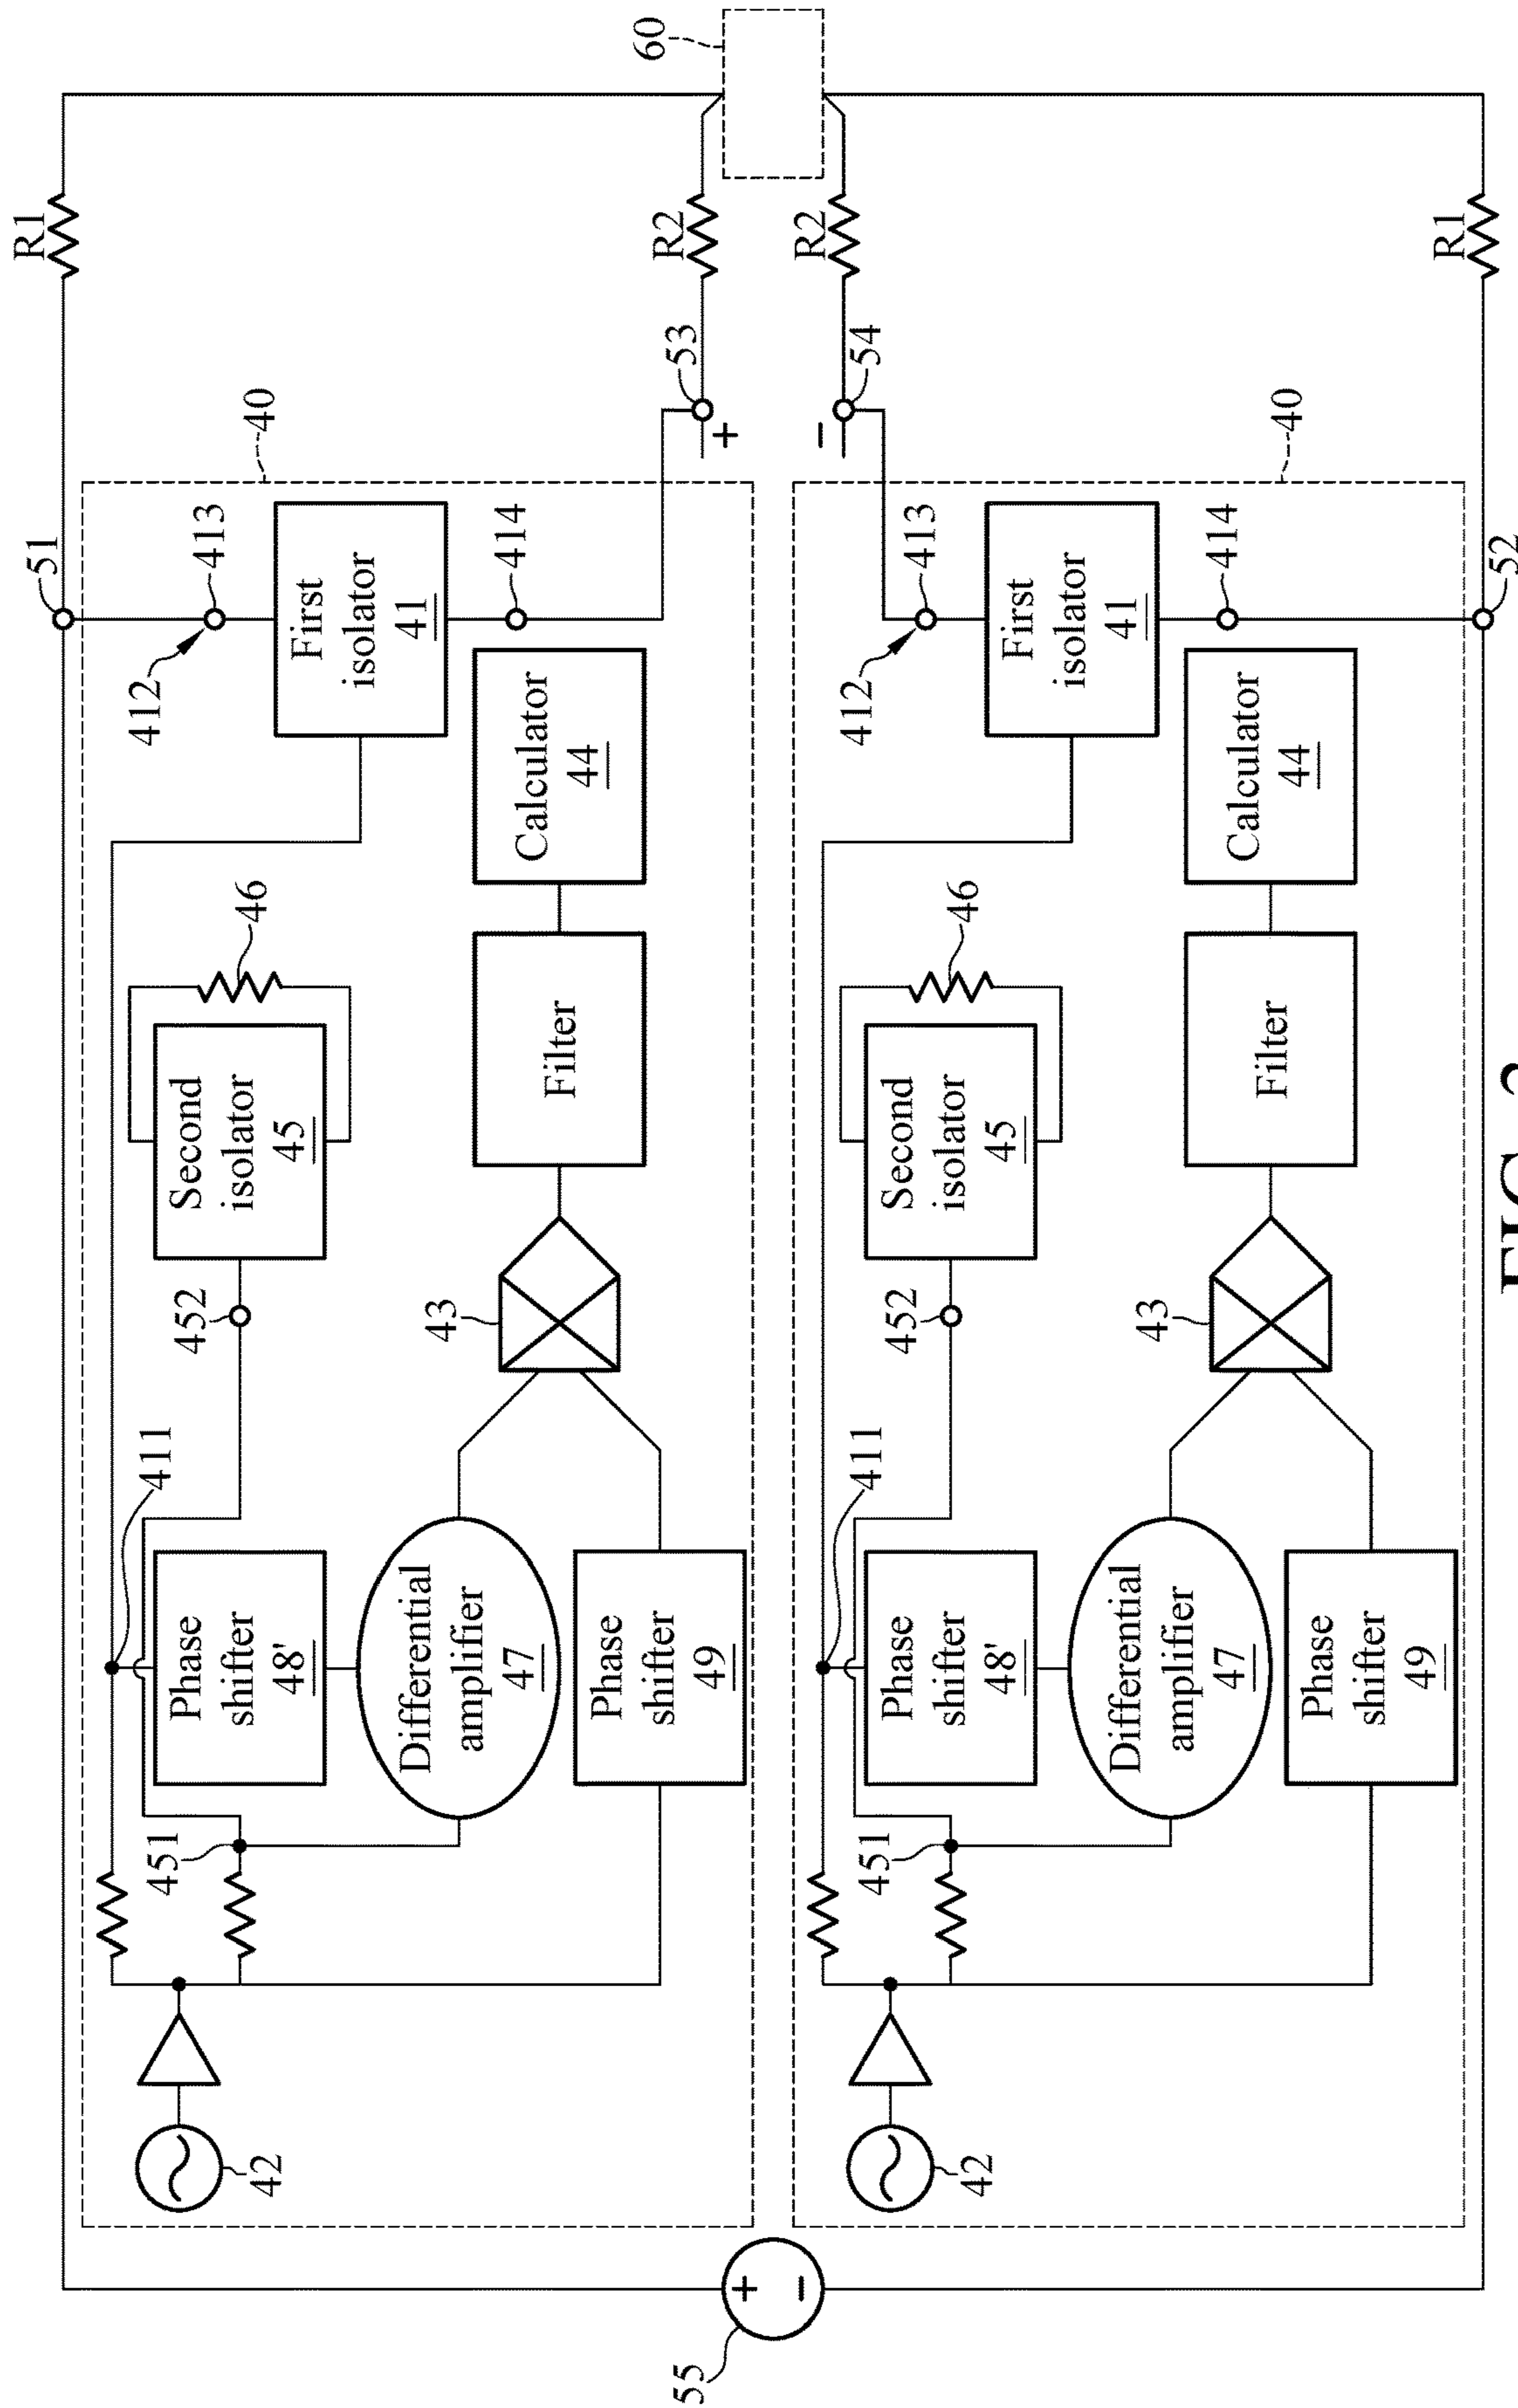 60
R1
R2
R2
R1
51
53
54
52
40
40
412
413
First
isolator
41
414
Calculator
44
46
Second
isolator
45
452
Filter
43
411
Phase
shifter
48'
Differential
amplifier
47
Phase
shifter
49
451
42
+
412
413
First
isolator
41
414
Calculator
44
46
Second
isolator
45
452
Filter
43
411
Phase
shifter
48'
Differential
amplifier
47
Phase
shifter
49
451
42
−
55
+
−